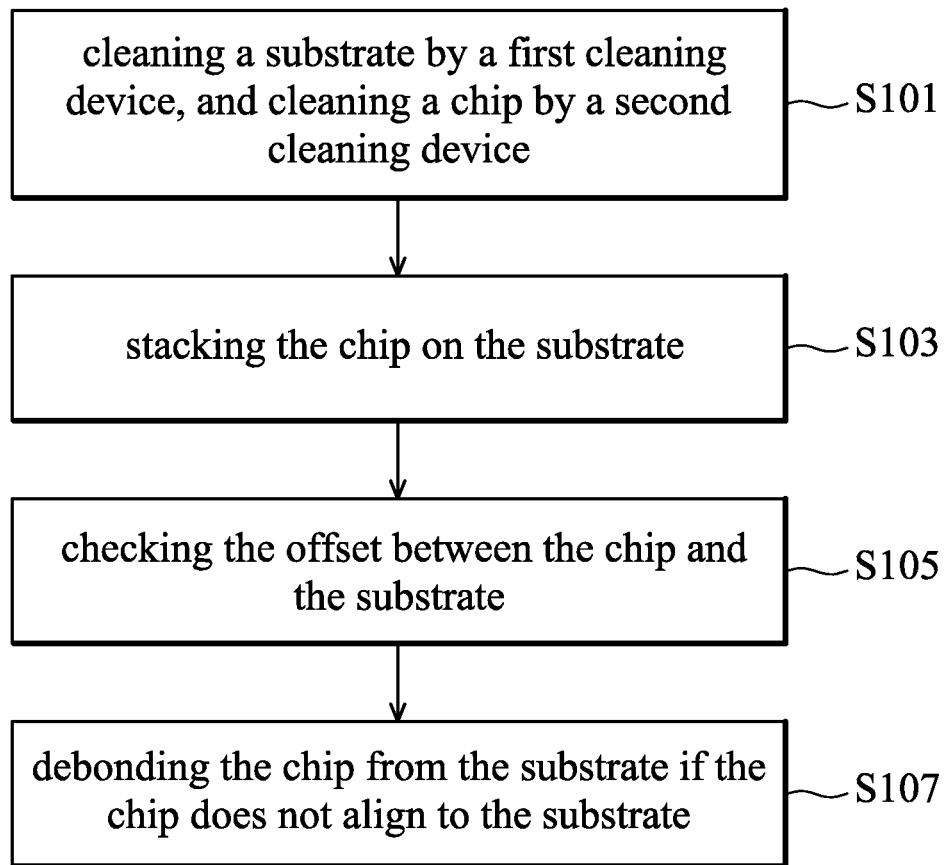 cleaning a substrate by a first cleaning
device, and cleaning a chip by a second
cleaning device
S101
stacking the chip on the substrate
S103
checking the offset between the chip and
the substrate
S105
debonding the chip from the substrate if the
chip does not align to the substrate
S107